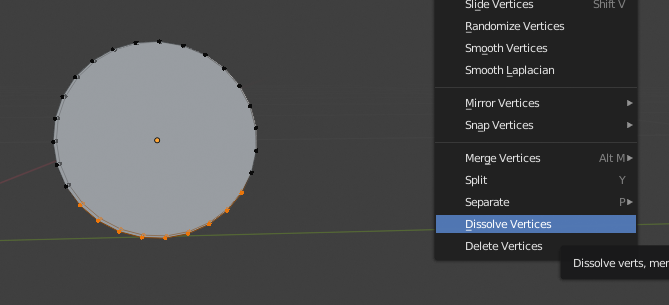 Slide Vertices Shift V
Randomize Vertices
Smooth Vertices
Smooth Laplacian
Mirror Vertices
Snap Vertices
Merge Vertices Alt M
Split Y
Separate P
Dissolve Vertices
Delete Vertices
Dissolve verts, mer